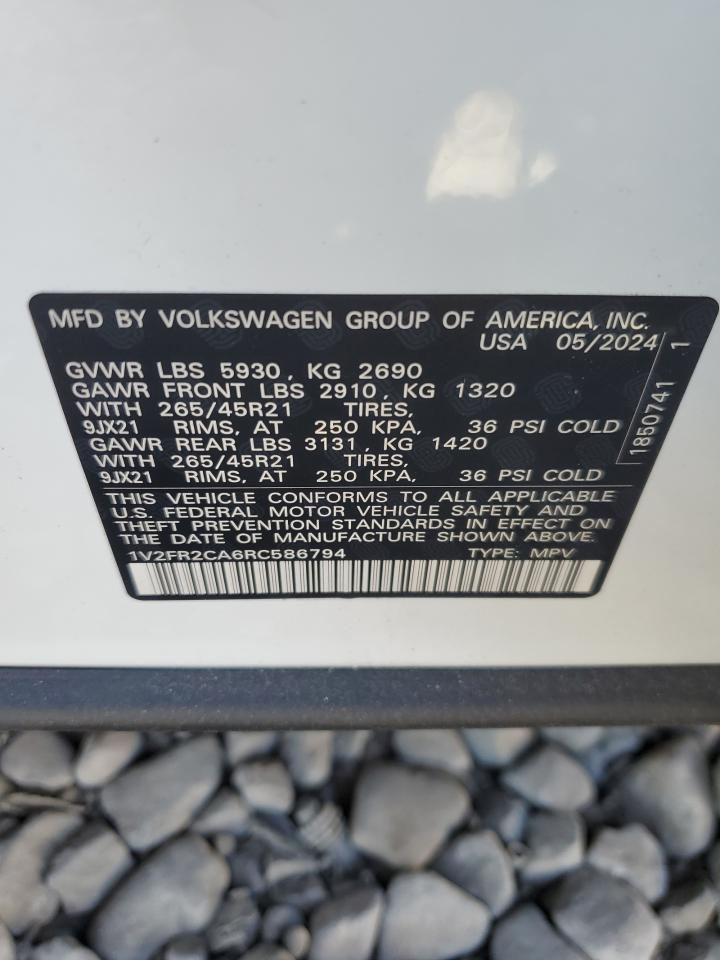 MFD BY VOLKSWAGEN GROUP OF AMERICA, INC.
USA 05/2024
GVWR LBS 5930, KG 2690
GAWR FRONT LBS 2910, KG 1320
WITH 265/45R21 TIRES,
9JX21 RIMS, AT 250 KPA, 36 PSI COLD
GAWR REAR LBS 3131, KG 1420
WITH 265/45R21 TIRES,
9JX21 RIMS, AT 250 KPA, 36 PSI COLD
THIS VEHICLE CONFORMS TO ALL APPLICABLE
U.S. FEDERAL MOTOR VEHICLE SAFETY AND
THEFT PREVENTION STANDARDS IN EFFECT ON
THE DATE OF MANUFACTURE SHOWN ABOVE.
1V2FR2CA6RC586794 TYPE: MPV
1850741 1